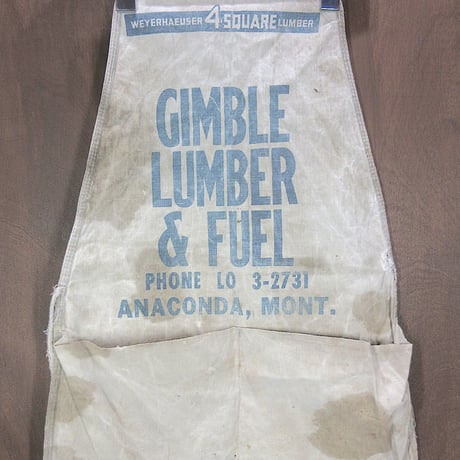 WEYERHAEUSER 4 SQUARE LUMBER
GIMBLE
LUMBER
& FUEL
PHONE LO 3-2731
ANACONDA, MONT.